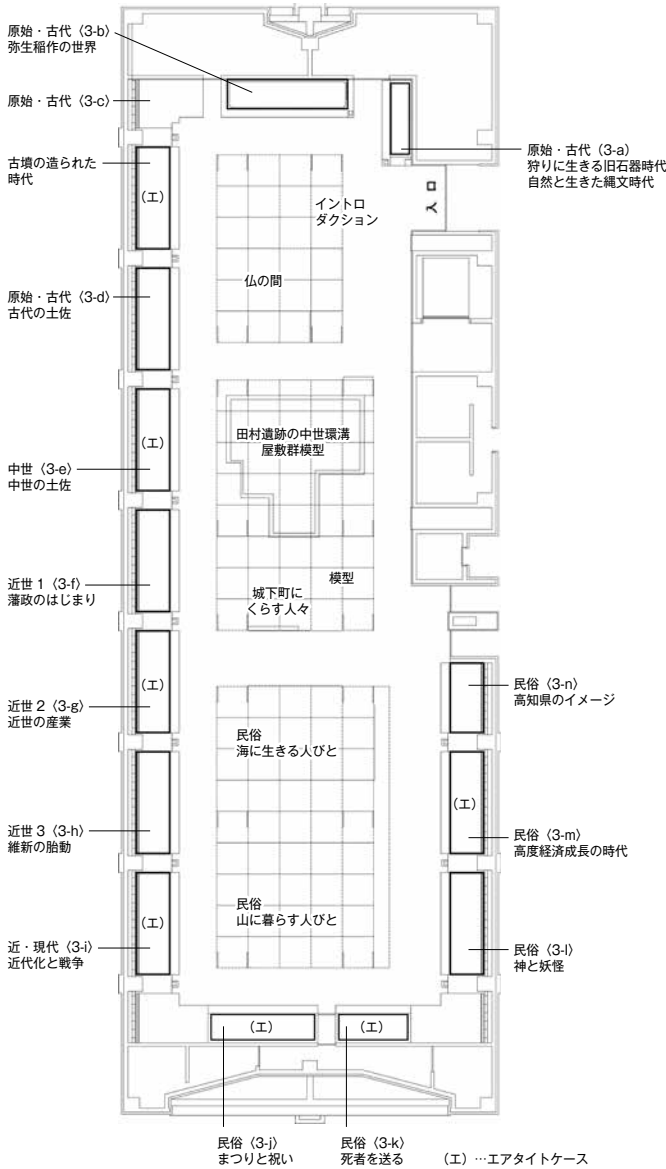 原始・古代〈3-b〉
弥生稲作の世界
原始・古代〈3-c〉
古墳の造られた
時代
（エ）
原始・古代〈3-d〉
古代の土佐
（エ）
中世〈3-e〉
中世の土佐
近世 1〈3-f〉
藩政のはじまり
（エ）
近世 2〈3-g〉
近世の産業
近世 3〈3-h〉
維新の胎動
（エ）
近・現代〈3-i〉
近代化と戦争
イントロ
ダクション
仏の間
田村遺跡の中世環溝
屋敷群模型
模型
城下町に
くらす人々
民俗
海に生きる人びと
民俗
山に暮らす人びと
原始・古代（3-a）
狩りに生きる旧石器時代
自然と生きた縄文時代
入口
民俗〈3-n〉
高知県のイメージ
（エ）
民俗〈3-m〉
高度経済成長の時代
民俗〈3-l〉
神と妖怪
（エ）
（エ）
民俗〈3-j〉
まつりと祝い
民俗〈3-k〉
死者を送る
（エ）…エアタイトケース